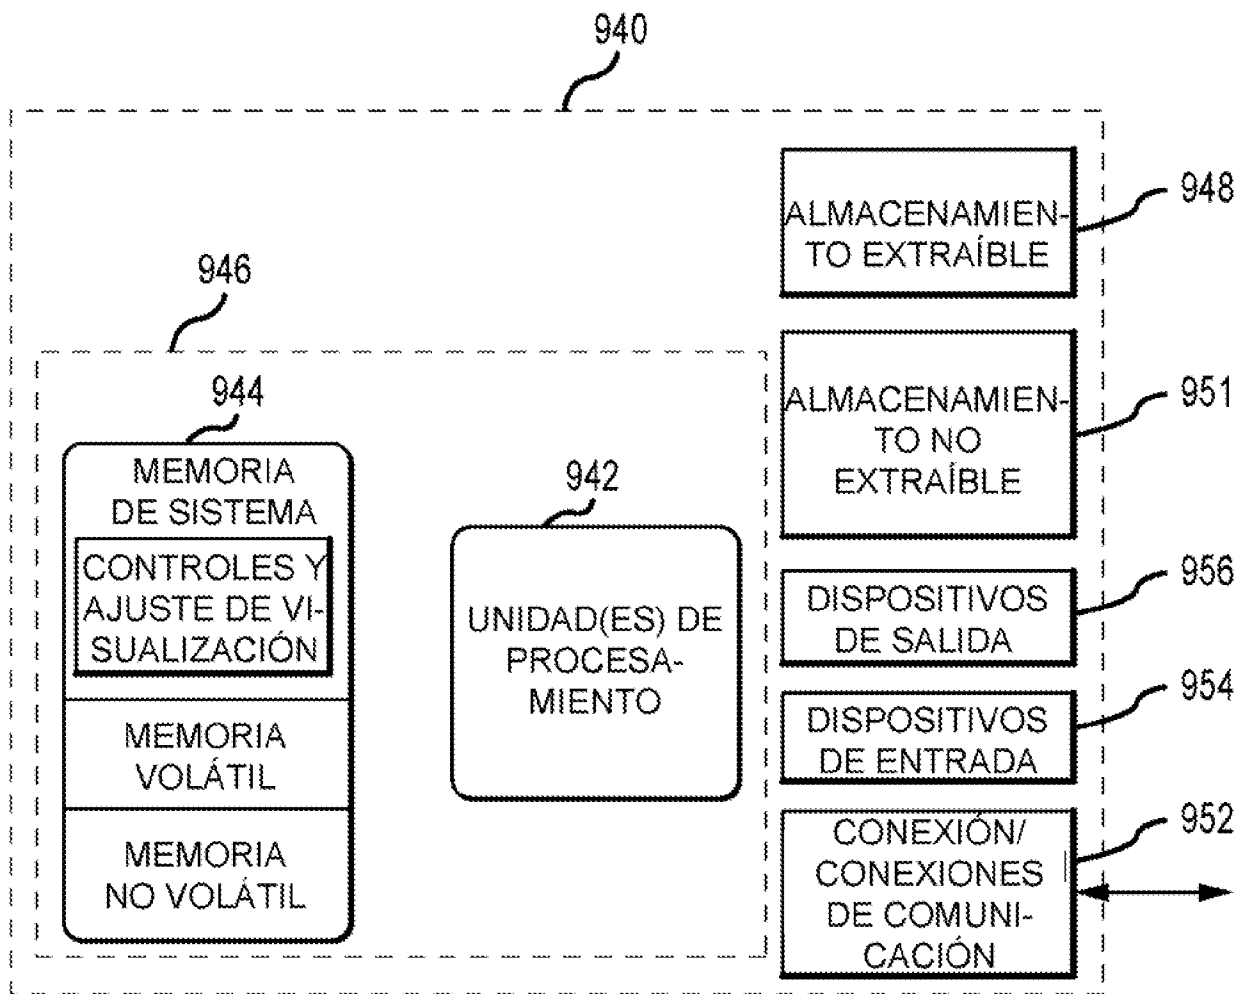 940
948
ALMACENAMIEN-
TO EXTRAÍBLE
946
951
ALMACENAMIEN-
TO NO
EXTRAÍBLE
944
MEMORIA
DE SISTEMA
CONTROLES Y
AJUSTE DE VI-
SUALIZACIÓN
MEMORIA
VOLÁTIL
MEMORIA
NO VOLÁTIL
942
UNIDAD(ES) DE
PROCESA-
MIENTO
956
DISPOSITIVOS
DE SALIDA
954
DISPOSITIVOS
DE ENTRADA
952
CONEXIÓN/
CONEXIONES
DE COMUNI-
CACIÓN